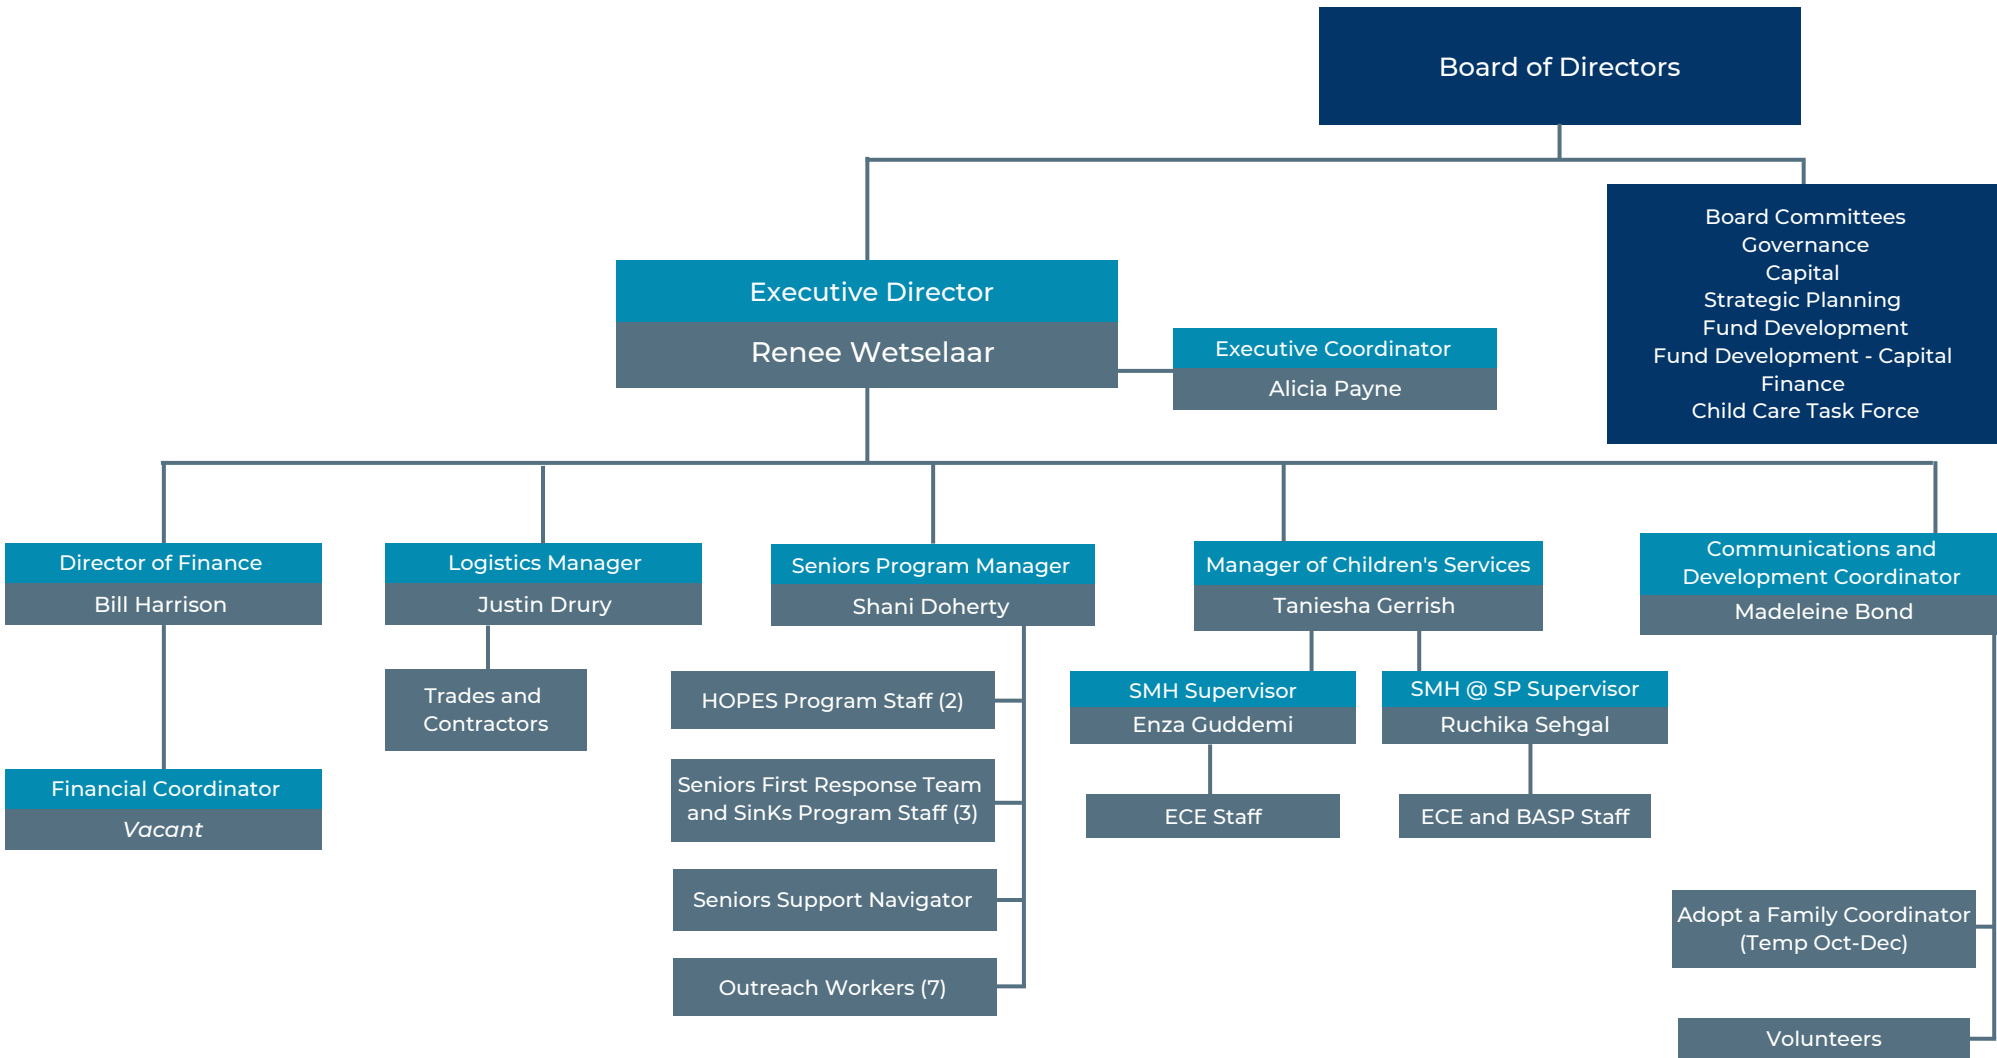 Board of Directors
Board Committees
Governance
Capital
Strategic Planning
Fund Development
Fund Development - Capital
Finance
Child Care Task Force
Executive Director
Renee Wetselaar
Executive Coordinator
Alicia Payne
Director of Finance
Bill Harrison
Financial Coordinator
Vacant
Logistics Manager
Justin Drury
Trades and
Contractors
Seniors Program Manager
Shani Doherty
HOPES Program Staff (2)
Seniors First Response Team
and SinKs Program Staff (3)
Seniors Support Navigator
Outreach Workers (7)
Manager of Children's Services
Taniesha Gerrish
SMH Supervisor
Enza Guddemi
ECE Staff
SMH @ SP Supervisor
Ruchika Sehgal
ECE and BASP Staff
Communications and
Development Coordinator
Madeleine Bond
Adopt a Family Coordinator
(Temp Oct-Dec)
Volunteers